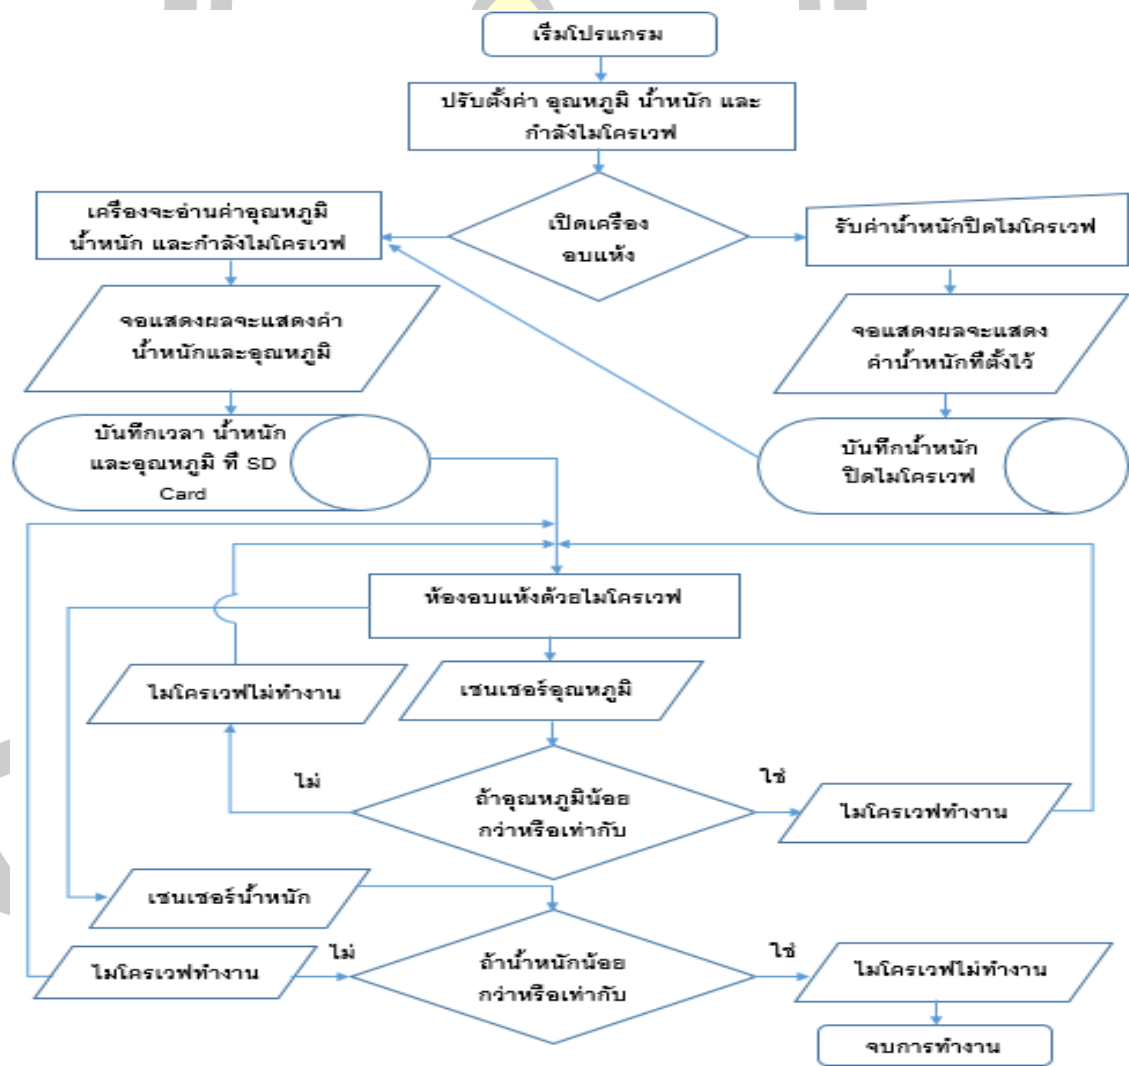 เริ่มโปรแกรม
ปรับตั้งค่า อุณหภูมิ น้ำหนัก และ
กำลังไมโครเวฟ
เปิดเครื่อง
อบแห้ง
เครื่องจะอ่านค่าอุณหภูมิ
น้ำหนัก และกำลังไมโครเวฟ
รับค่าน้ำหนักปิดไมโครเวฟ
จอแสดงผลจะแสดงค่า
น้ำหนักและอุณหภูมิ
จอแสดงผลจะแสดง
ค่าน้ำหนักที่ตั้งไว้
บันทึกเวลา น้ำหนัก
และอุณหภูมิ ที่ SD
Card
บันทึกน้ำหนัก
ปิดไมโครเวฟ
ห้องอบแห้งด้วยไมโครเวฟ
ไมโครเวฟไม่ทำงาน
เซนเซอร์อุณหภูมิ
ไม่
ใช่
ถ้าอุณหภูมิน้อย
กว่าหรือเท่ากับ
ไมโครเวฟทำงาน
เซนเซอร์น้ำหนัก
ไม่
ใช่
ไมโครเวฟทำงาน
ถ้าน้ำหนักน้อย
กว่าหรือเท่ากับ
ไมโครเวฟไม่ทำงาน
จบการทำงาน